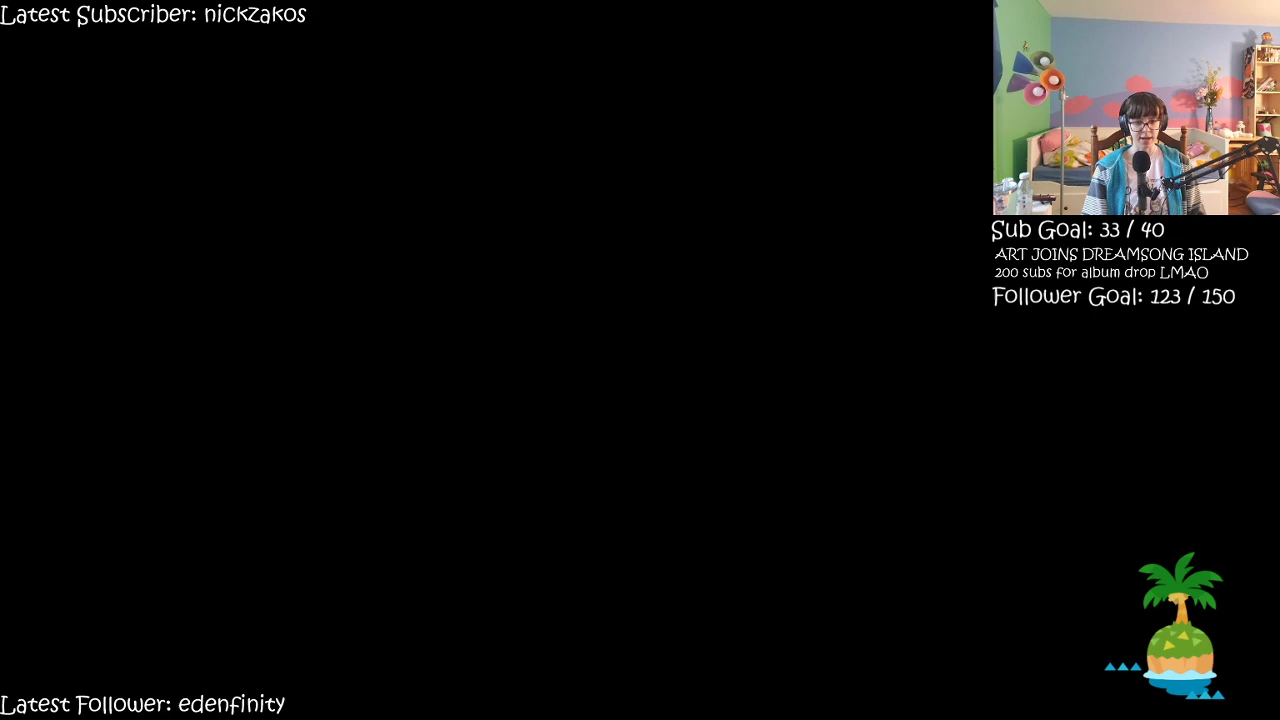 Latest Subscriber: nickzakos
Sub Goal: 33 / 40
ART JOINS DREAMSONG ISLAND
200 subs for album drop LMAO
Follower Goal: 123 / 150
Latest Follower: edenfinity